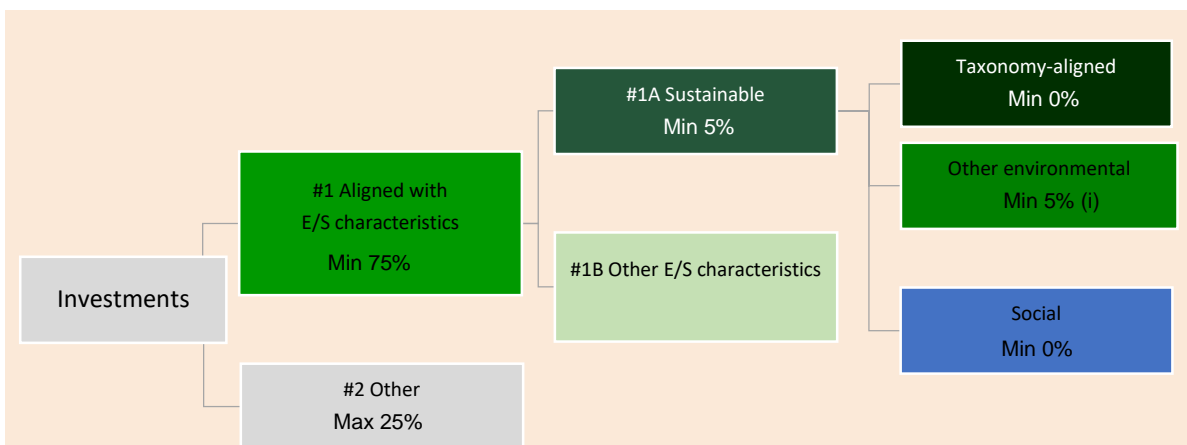 Investments
#1 Aligned with
E/S characteristics
Min 75%
#2 Other
Max 25%
#1A Sustainable
Min 5%
#1B Other E/S characteristics
Taxonomy-aligned
Min 0%
Other environmental
Min 5% (i)
Social
Min 0%